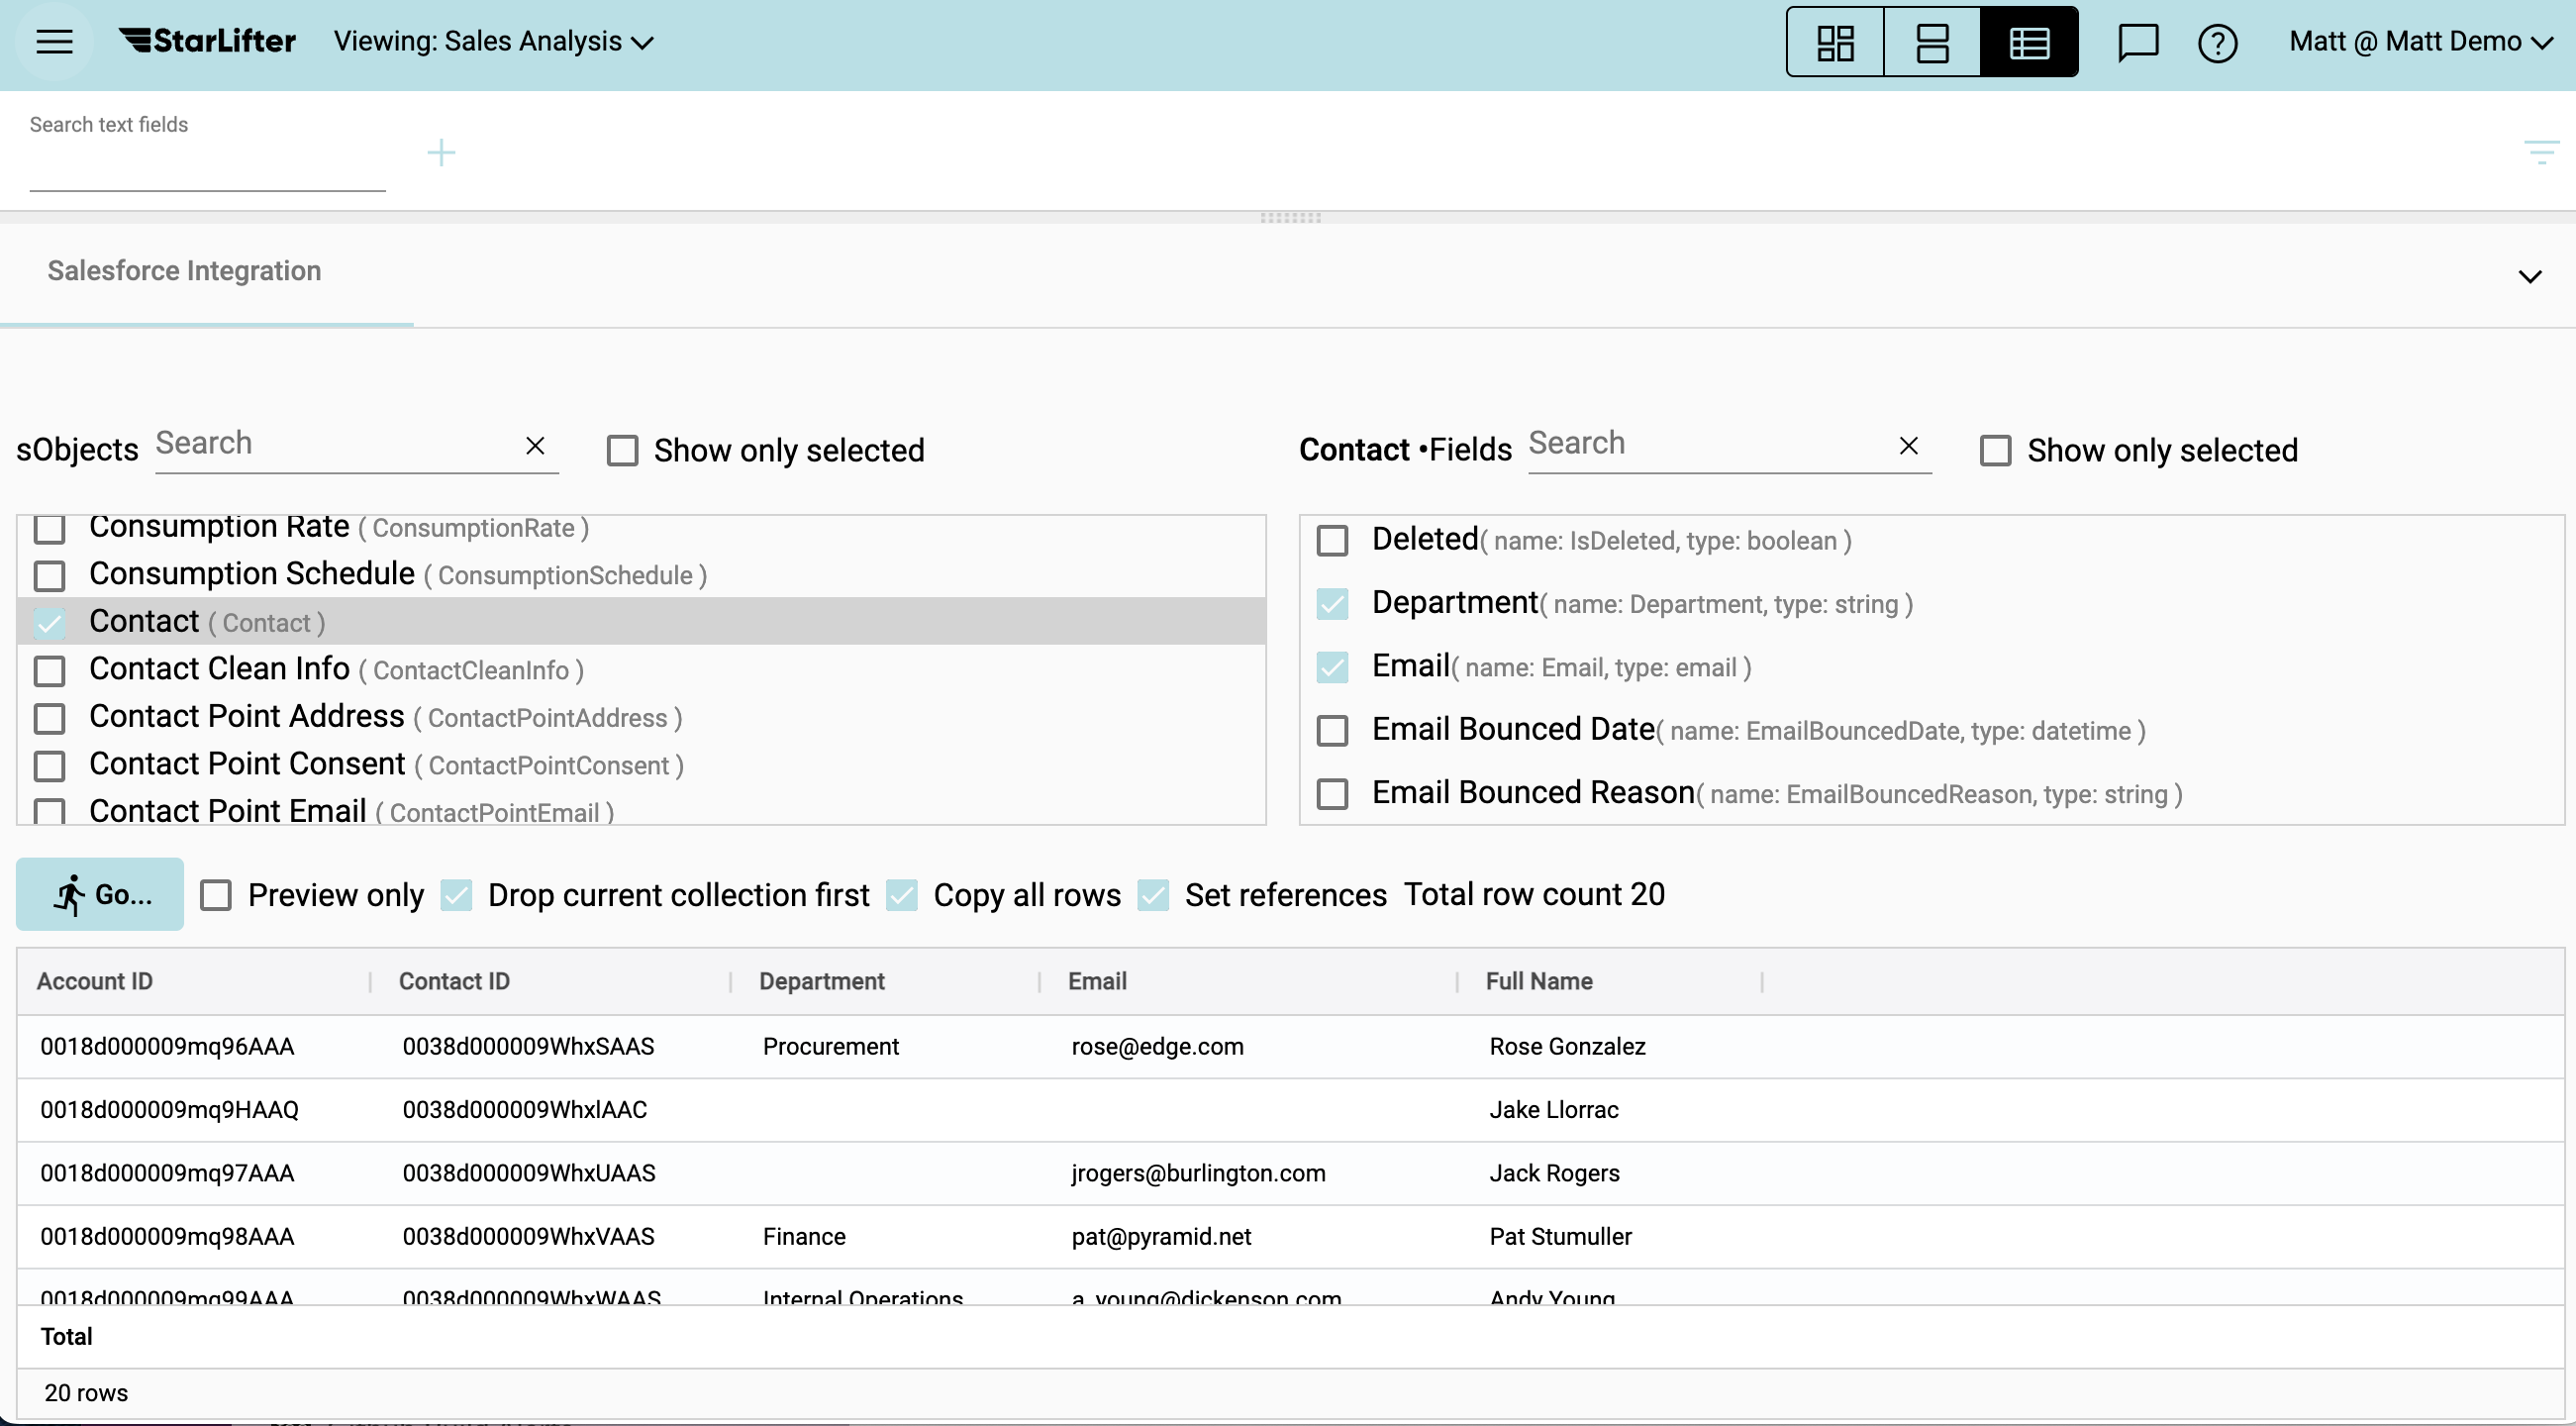 StarLifter Viewing: Sales Analysis Matt @ Matt Demo
Search text fields
Salesforce Integration
sObjects Search Show only selected
Contact •Fields Search Show only selected
Consumption Rate ( ConsumptionRate )
Consumption Schedule ( ConsumptionSchedule )
Contact ( Contact )
Contact Clean Info ( ContactCleanInfo )
Contact Point Address ( ContactPointAddress )
Contact Point Consent ( ContactPointConsent )
Contact Point Email ( ContactPointEmail )
Deleted( name: IsDeleted, type: boolean )
Department( name: Department, type: string )
Email( name: Email, type: email )
Email Bounced Date( name: EmailBouncedDate, type: datetime )
Email Bounced Reason( name: EmailBouncedReason, type: string )
Go... Preview only Drop current collection first Copy all rows Set references Total row count 20
Account ID Contact ID Department Email Full Name
0018d000009mq96AAA 0038d000009WhxSAAS Procurement rose@edge.com Rose Gonzalez
0018d000009mq9HAAQ 0038d000009WhxlAAC Jake Llorrac
0018d000009mq97AAA 0038d000009WhxUAAS jrogers@burlington.com Jack Rogers
0018d000009mq98AAA 0038d000009WhxVAAS Finance pat@pyramid.net Pat Stumuller
0018d000009mq99AAA 0038d000009WhxWAAS Internal Operations a_young@dickenson.com Andy Young
Total
20 rows